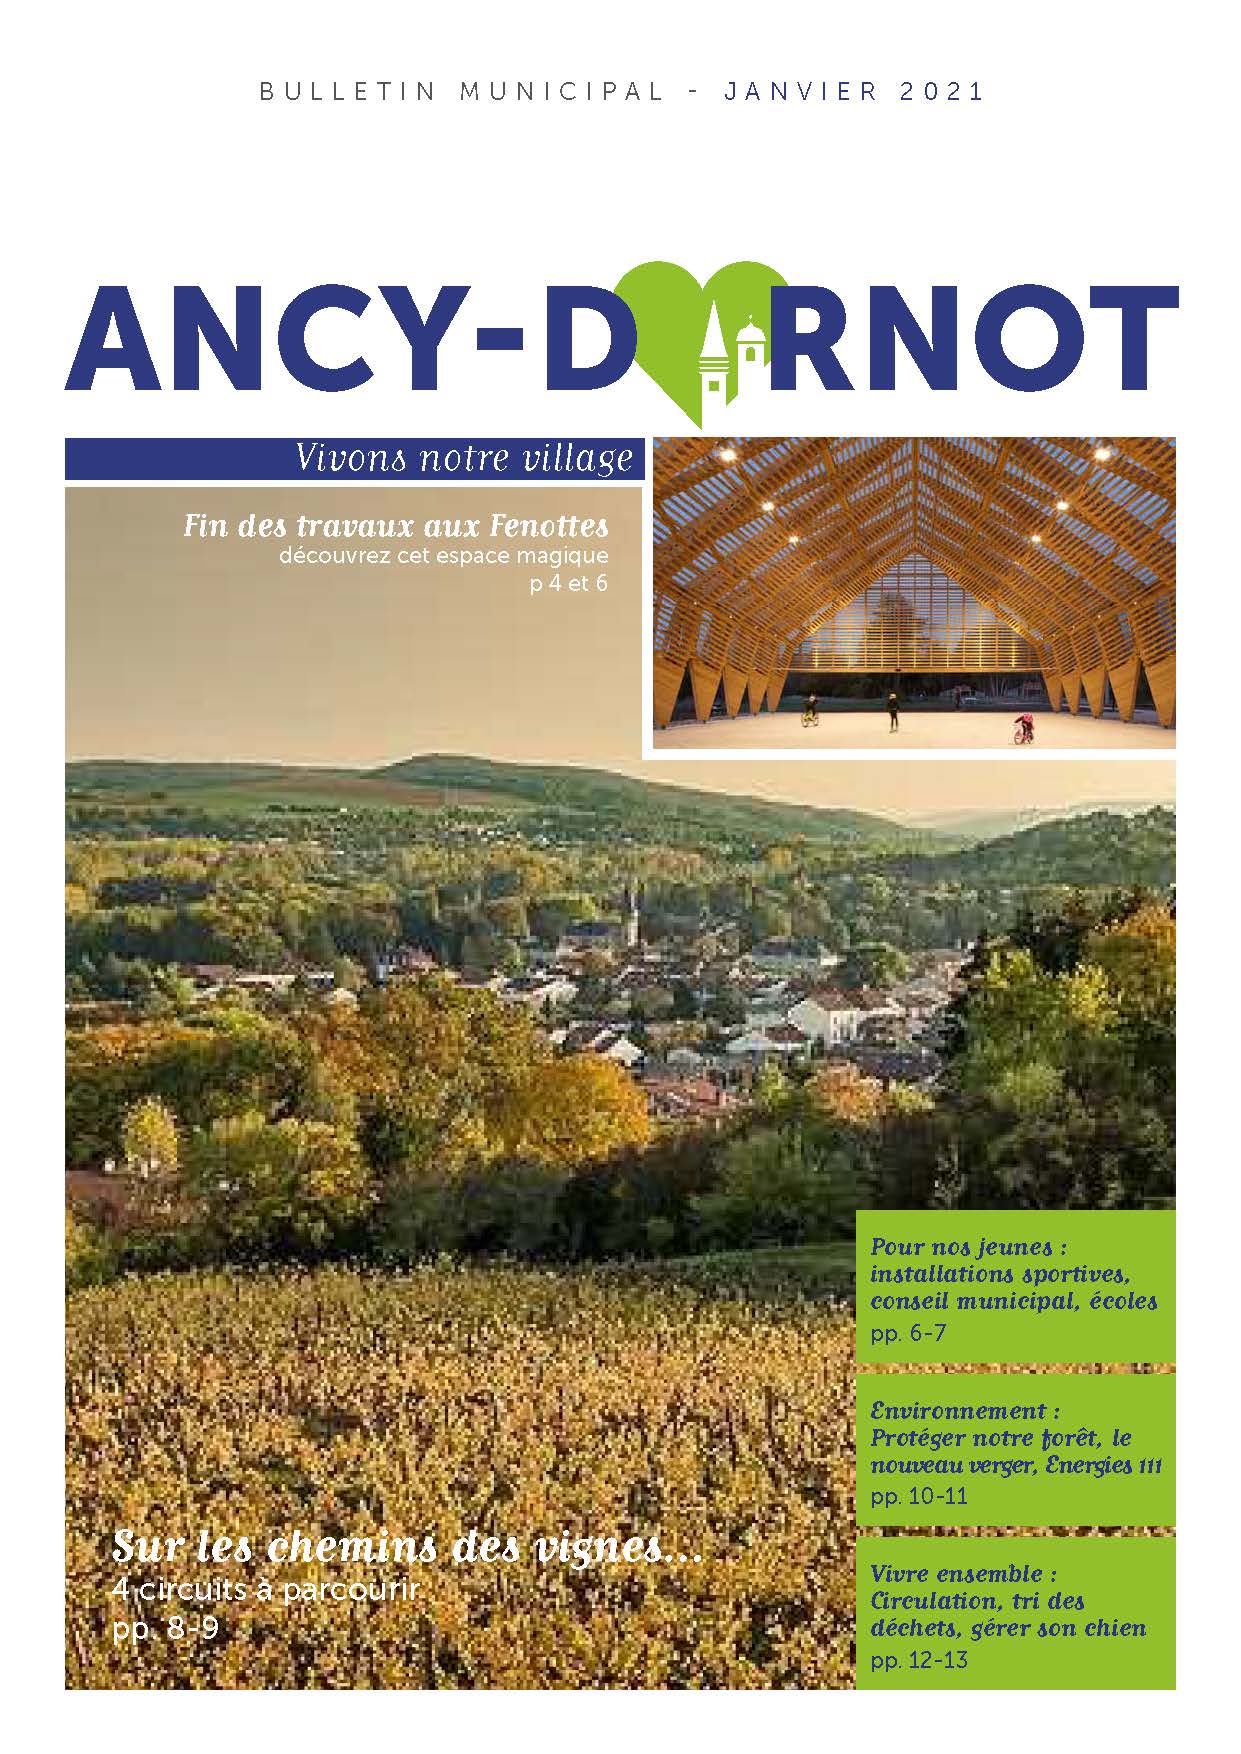 BULLETIN MUNICIPAL - JANVIER 2021
ANCY-DORNOT
Vivons notre village
Fin des travaux aux Fenottes
découvrez cet espace magique
p 4 et 6
Pour nos jeunes :
installations sportives,
conseil municipal, écoles
pp. 6-7
Environnement :
Protéger notre forêt, le
nouveau verger, Energies 111
pp. 10-11
Sur les chemins des vignes...
4 circuits à parcourir
pp. 8-9
Vivre ensemble :
Circulation, tri des
déchets, gérer son chien
pp. 12-13